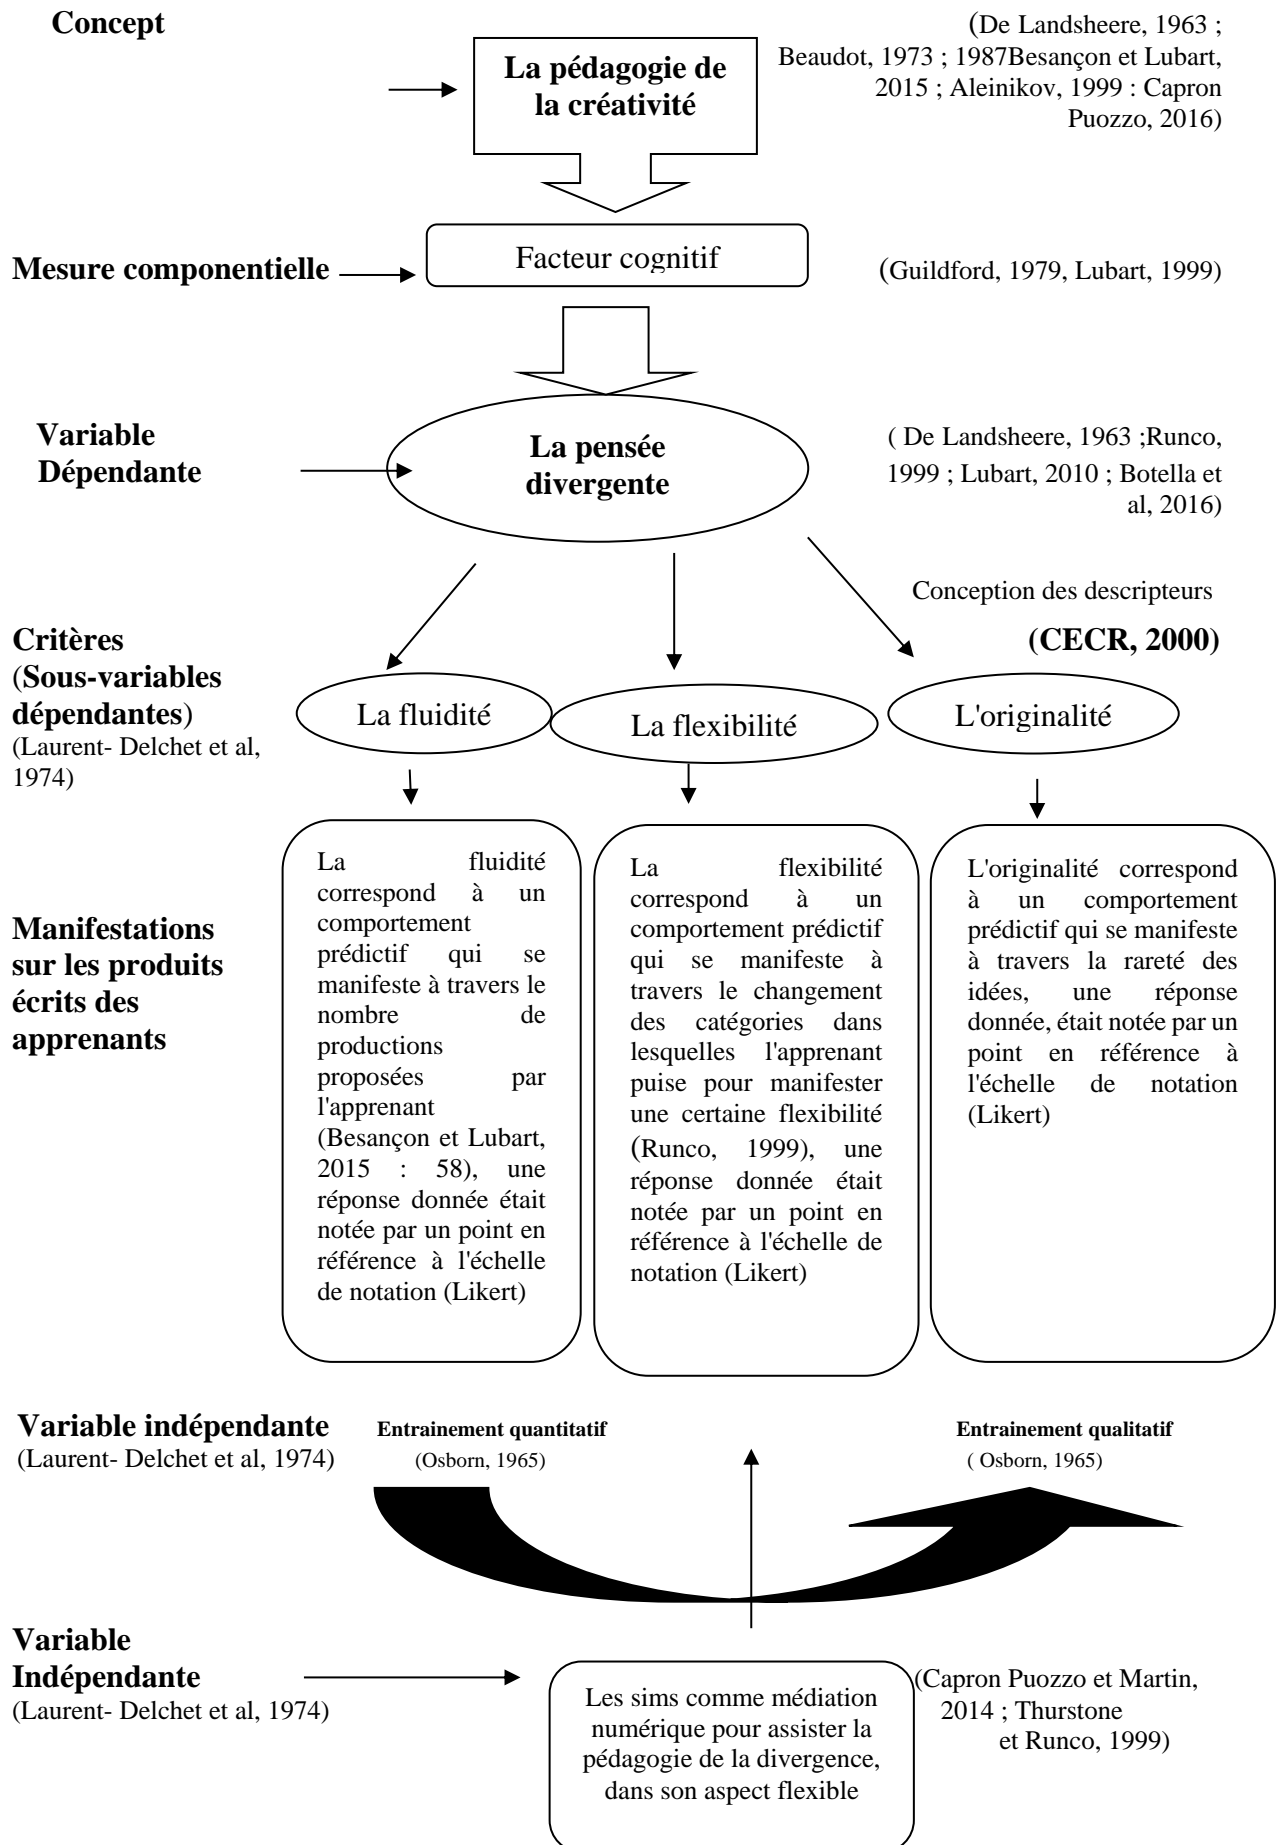 Concept
La pédagogie de
la créativité
(De Landsheere, 1963 ;
Beaudot, 1973 ; 1987Besançon et Lubart,
2015 ; Aleinikov, 1999 : Capron
Puozzo, 2016)
Mesure componentielle
Facteur cognitif
(Guildford, 1979, Lubart, 1999)
Variable
Dépendante
La pensée
divergente
( De Landsheere, 1963 ;Runco,
1999 ; Lubart, 2010 ; Botella et
al, 2016)
Conception des descripteurs
(CECR, 2000)
Critères
(Sous-variables
dépendantes)
(Laurent- Delchet et al,
1974)
La fluidité
La flexibilité
L'originalité
Manifestations
sur les produits
écrits des
apprenants
La fluidité
correspond à un
comportement
prédictif qui se
manifeste à travers le
nombre de
productions
proposées par
l'apprenant
(Besançon et Lubart,
2015 : 58), une
réponse donnée était
notée par un point en
référence à l'échelle
de notation (Likert)
La flexibilité
correspond à un
comportement prédictif
qui se manifeste à
travers le changement
des catégories dans
lesquelles l'apprenant
puise pour manifester
une certaine flexibilité
(Runco, 1999), une
réponse donnée était
notée par un point en
référence à l'échelle de
notation (Likert)
L'originalité correspond
à un comportement
prédictif qui se manifeste
à travers la rareté des
idées, une réponse
donnée, était notée par un
point en référence à
l'échelle de notation
(Likert)
Variable indépendante
(Laurent- Delchet et al, 1974)
Entrainement quantitatif
(Osborn, 1965)
Entrainement qualitatif
( Osborn, 1965)
Variable
Indépendante
(Laurent- Delchet et al, 1974)
Les sims comme médiation
numérique pour assister la
pédagogie de la divergence,
dans son aspect flexible
(Capron Puozzo et Martin,
2014 ; Thurstone
et Runco, 1999)